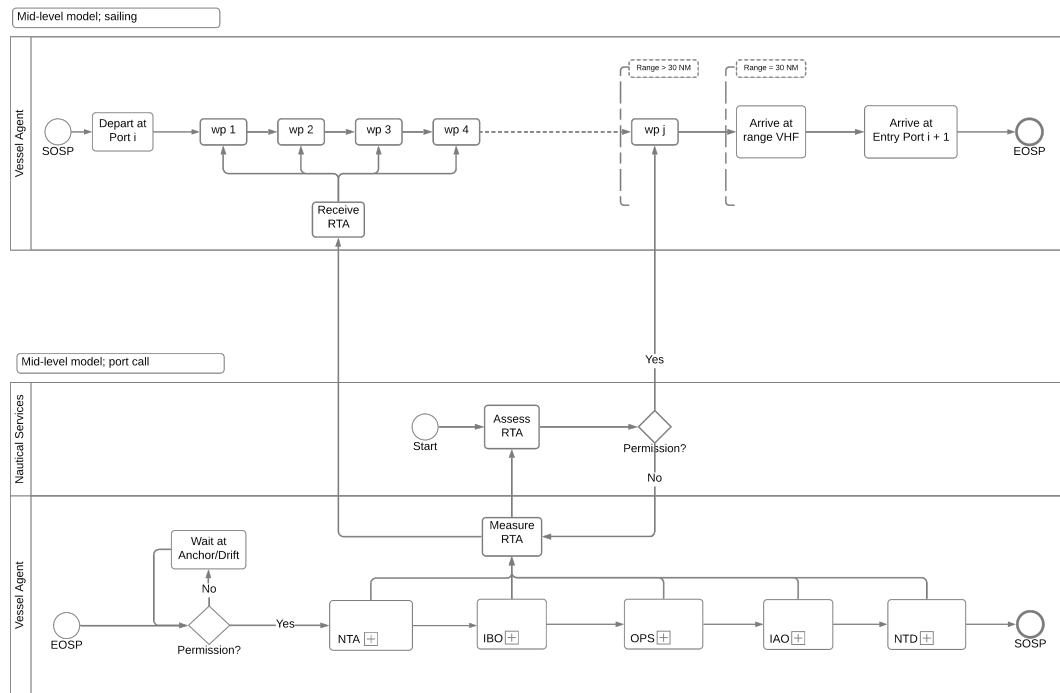 Mid-level model; sailing
Vessel Agent
Range > 30 NM
Range = 30 NM
SOSP
Depart at
Port i
wp 1
wp 2
wp 3
wp 4
wp j
Arrive at
range VHF
Arrive at
Entry Port i + 1
EOSP
Receive
RTA
Mid-level model; port call
Yes
Nautical Services
Start
Assess
RTA
Permission?
No
Vessel Agent
Measure
RTA
Wait at
Anchor/Drift
No
EOSP
Permission?
Yes
NTA
IBO
OPS
IAO
NTD
SOSP